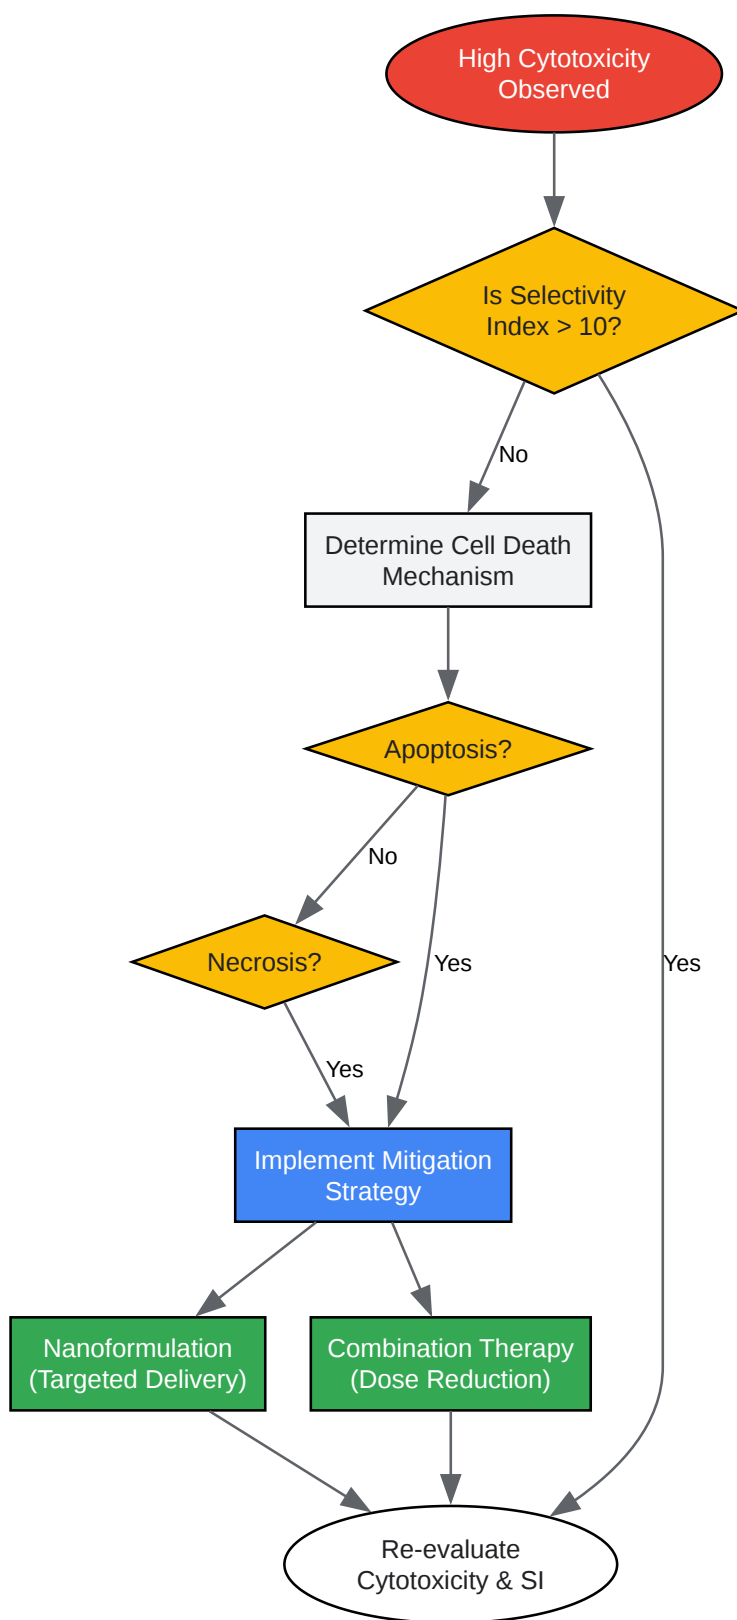 High Cytotoxicity
Observed
Is Selectivity
Index > 10?
No
Determine Cell Death
Mechanism
Apoptosis?
No
Necrosis?
Yes
Yes
Yes
Implement Mitigation
Strategy
Nanoformulation
(Targeted Delivery)
Combination Therapy
(Dose Reduction)
Re-evaluate
Cytotoxicity & SI